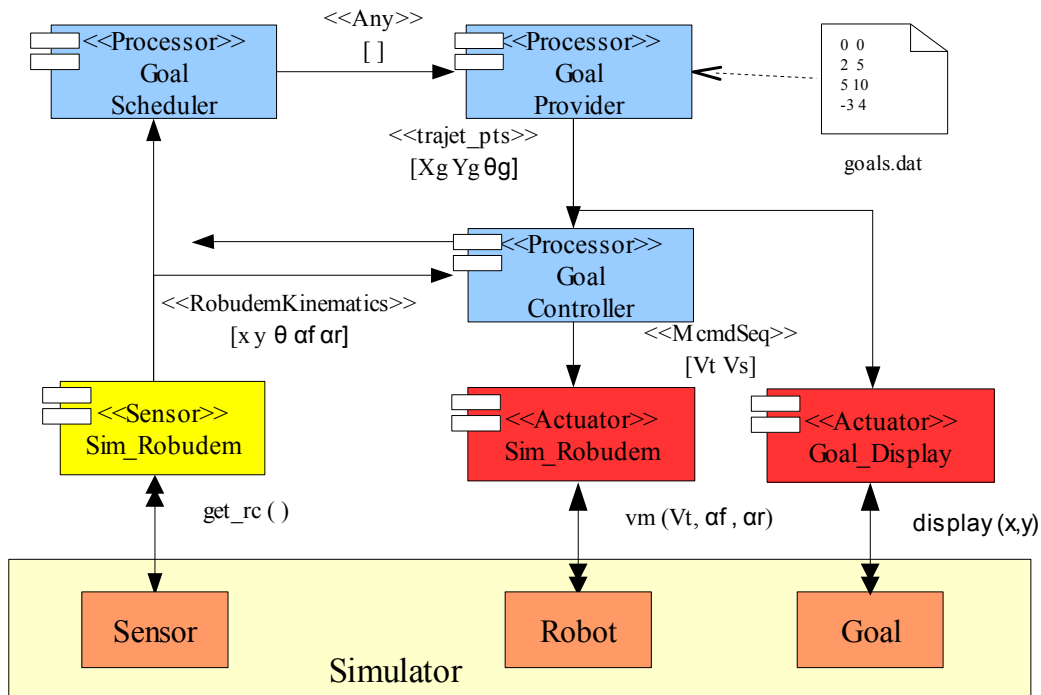 <<Any>>
[ ]
<<Processor>>
Goal
Scheduler
<<Processor>>
Goal
Provider
0 0
2 5
5 10
-3 4
goals.dat
<<trajet_pts>>
[Xg Yg θg]
<<Processor>>
Goal
Controller
<<RobudemKinematics>>
[x y θ αf αr]
<<McmdSeq>>
[Vt Vs]
<<Sensor>>
Sim_Robudem
<<Actuator>>
Sim_Robudem
<<Actuator>>
Goal_Display
get_rc ( )
vm (Vt, αf , αr)
display (x,y)
Sensor
Robot
Goal
Simulator